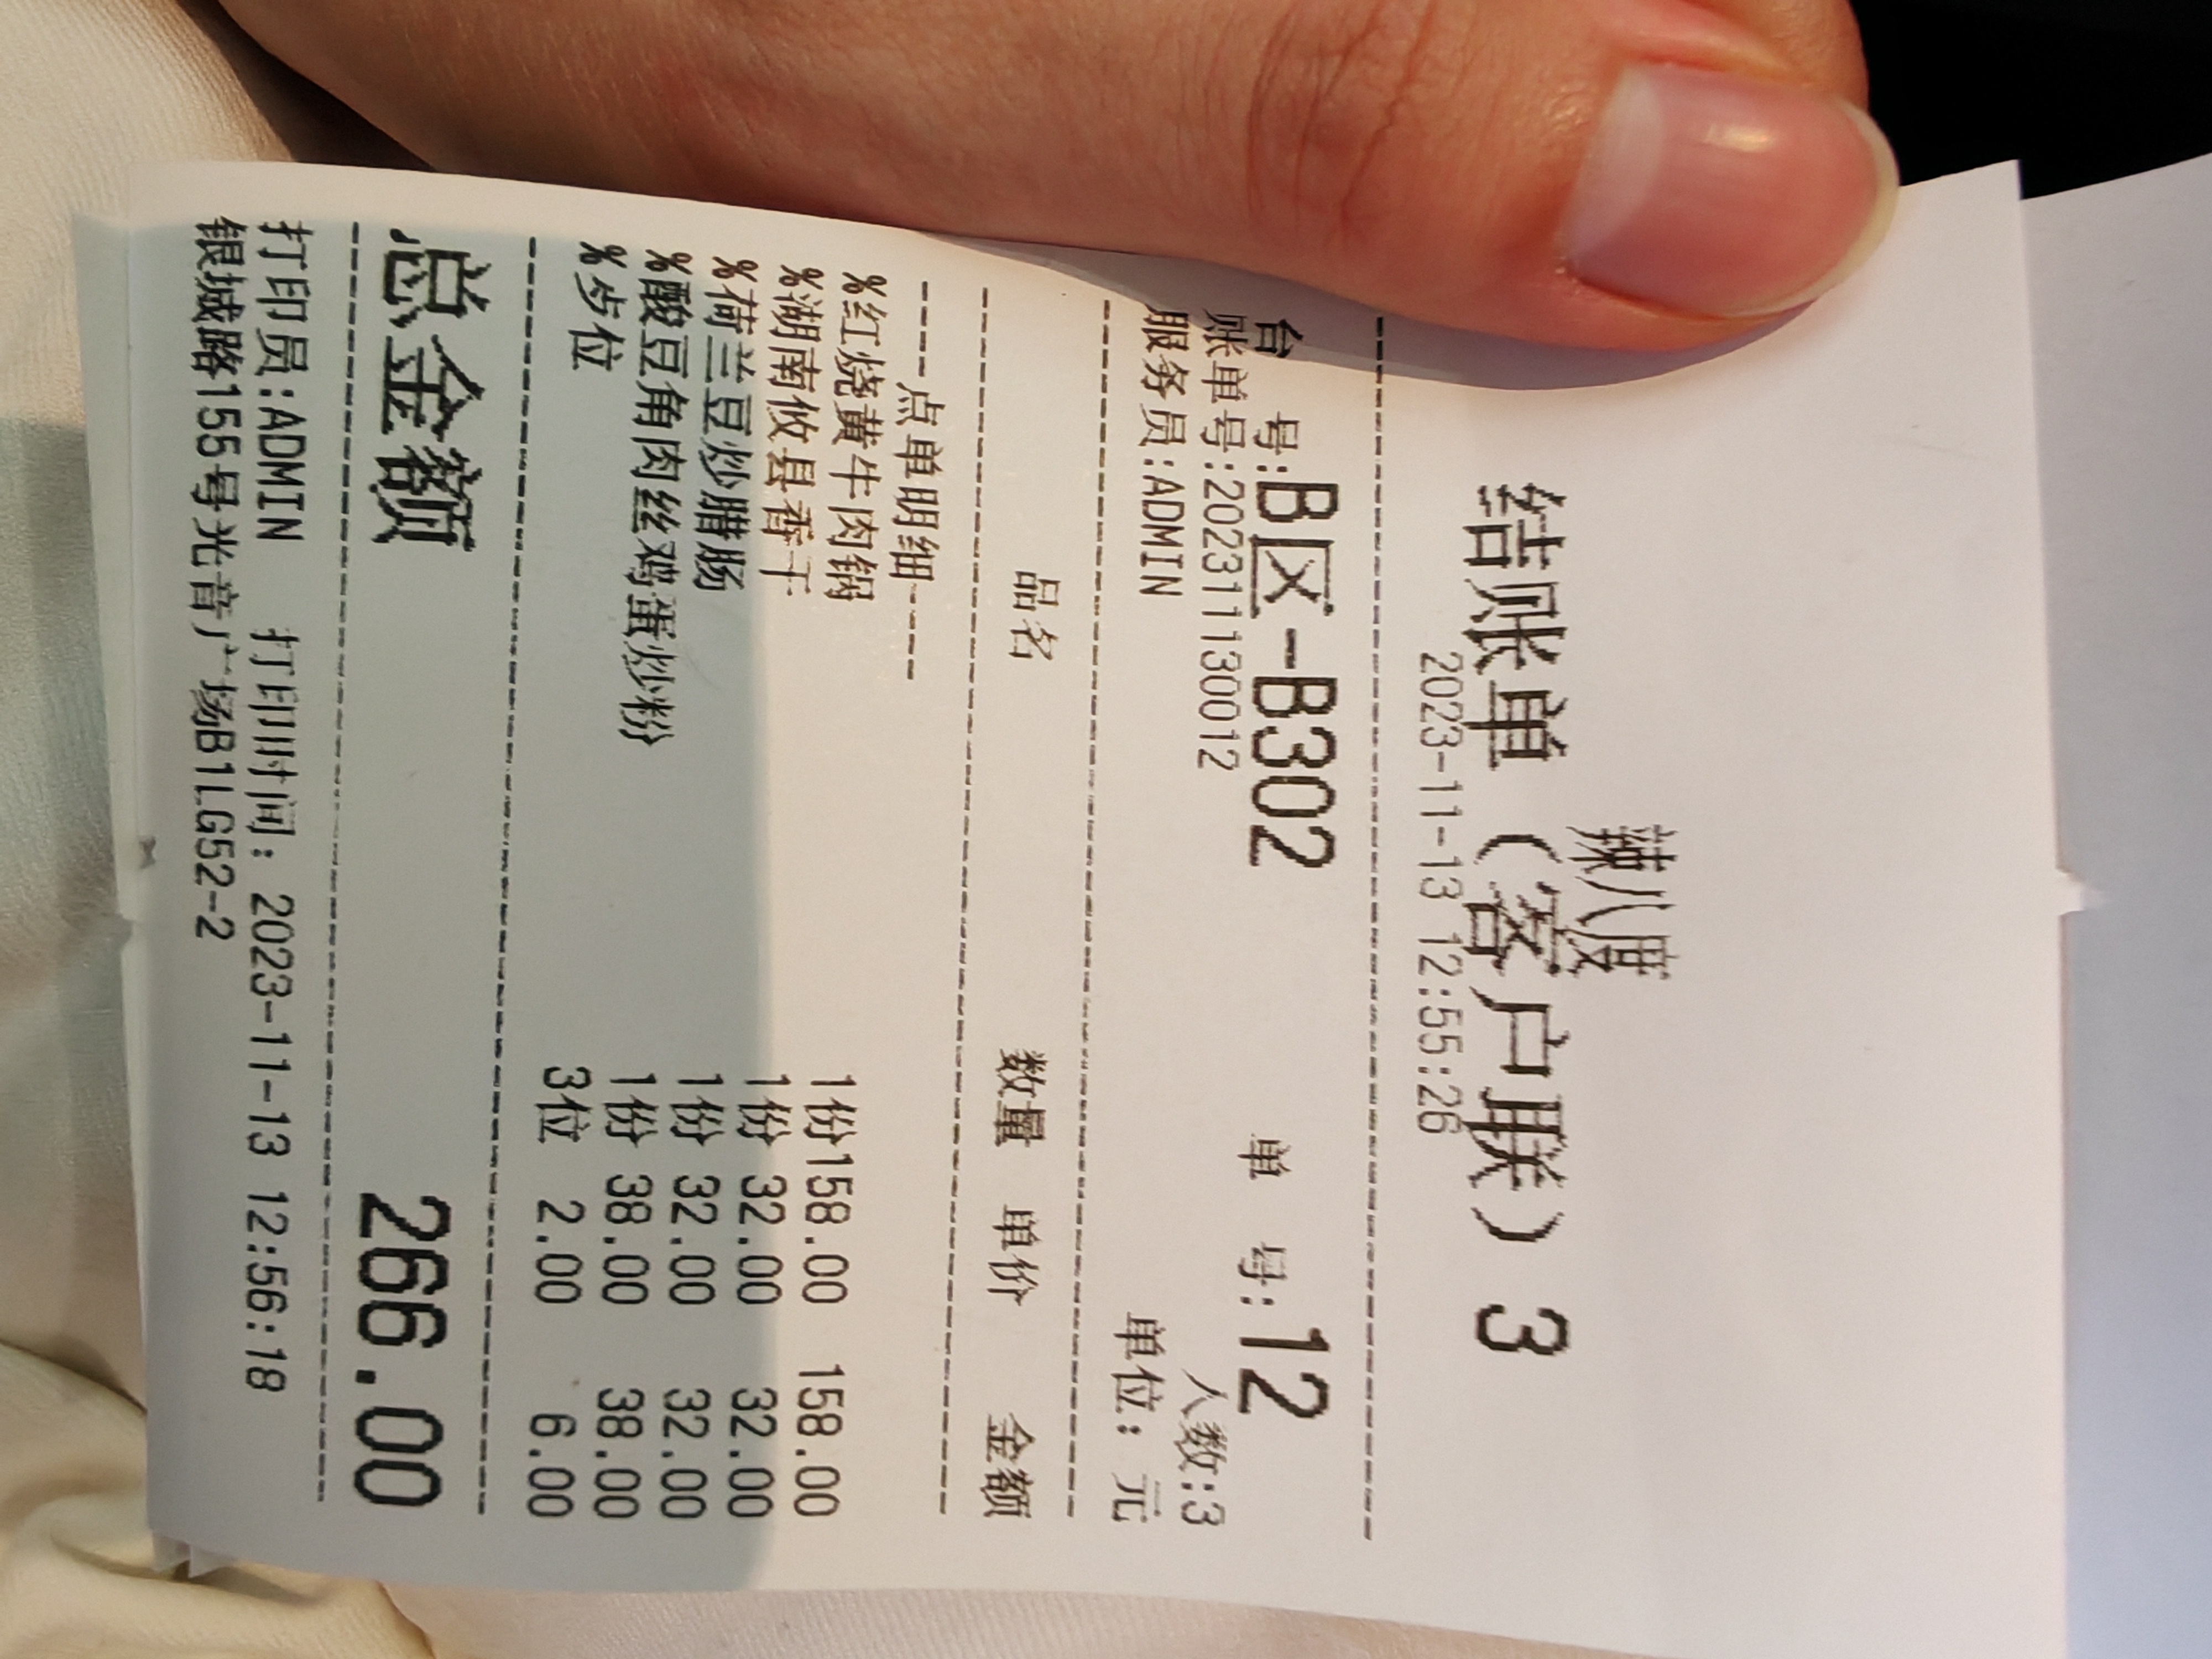 辣八度
结账单（客户联）3
2023-11-13 12:55:26
台 号:B区-B302 单 号:12
账单号:2023111300012 人数:3
服务员:ADMIN 单位：元
品名 数量 单价 金额
----点单明细----
%红烧黄牛肉锅 1份158.00 158.00
%湖南攸县香干 1份 32.00 32.00
%荷兰豆炒腊肠 1份 32.00 32.00
%酸豆角肉丝鸡蛋炒粉 1份 38.00 38.00
%步位 3位 2.00 6.00
总金额 266.00
打印员:ADMIN 打印时间：2023-11-13 12:56:18
银城路155号光音广场B1LG52-2